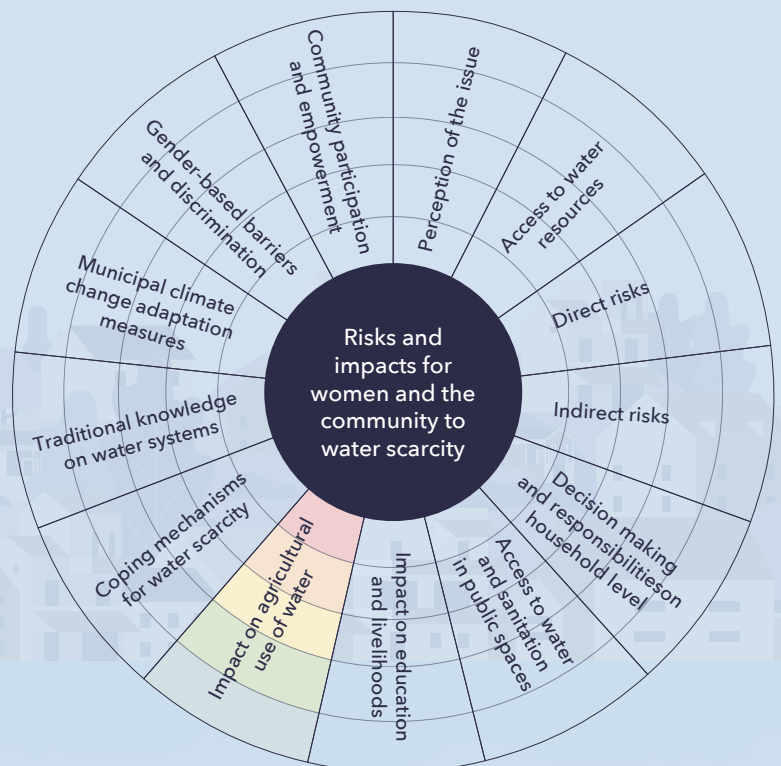 Risks and
impacts for
women and the
community to
water scarcity
Perception of the issue
Access to water
resources
Direct risks
Indirect risks
Decision making
and responsibilitieson
household level
Access to water
and sanitation
in public spaces
Impact on education
and livelihoods
Impact on agricultural
use of water
Coping mechanisms
for water scarcity
Traditional knowledge
on water systems
Municipal climate
change adaptation
measures
Gender-based barriers
and discrimination
Community participation
and empowerment